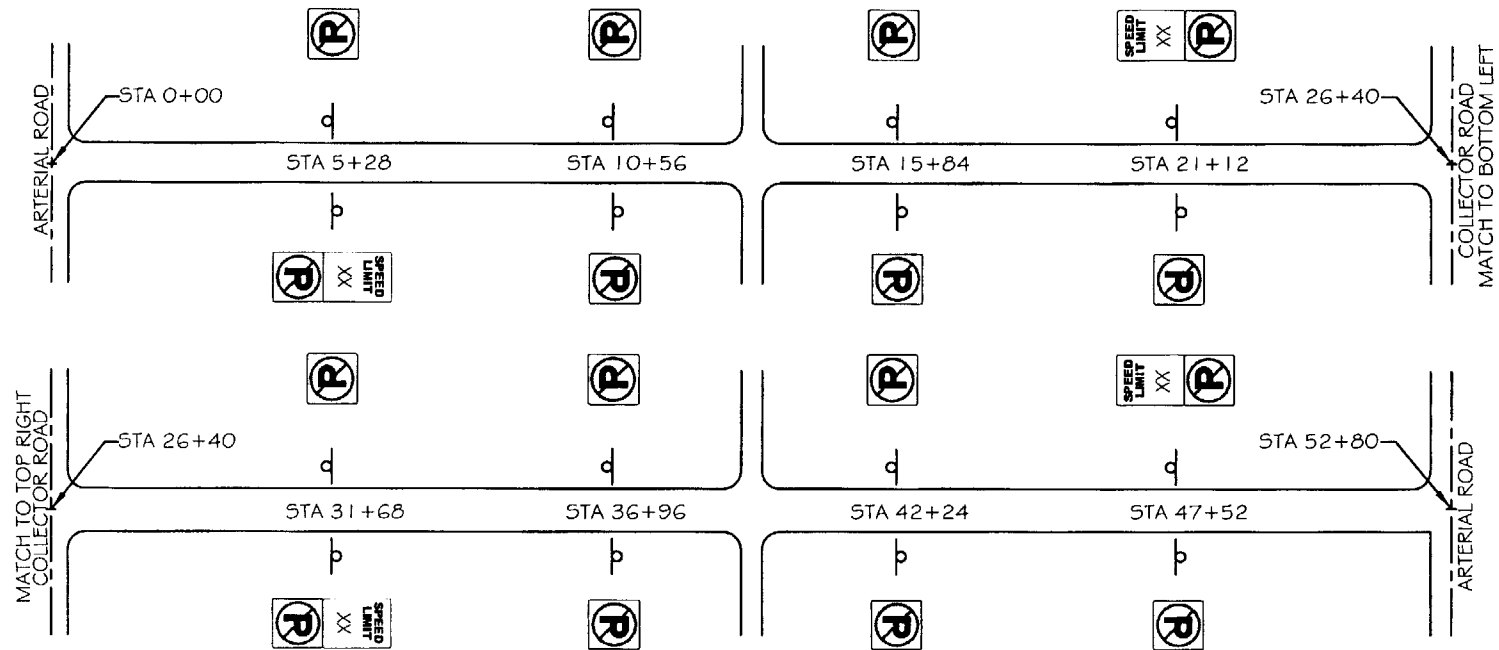 P
P
P
SPEED
LIMIT
XX
P
ARTERIAL ROAD
STA 0+00
STA 26+40
COLLECTOR ROAD
MATCH TO BOTTOM LEFT
STA 5+28
STA 10+56
STA 15+84
STA 21+12
P
XX
SPEED
LIMIT
P
P
P
P
P
P
SPEED
LIMIT
XX
P
MATCH TO TOP RIGHT
COLLECTOR ROAD
STA 26+40
STA 52+80
ARTERIAL ROAD
STA 31+68
STA 36+96
STA 42+24
STA 47+52
P
XX
SPEED
LIMIT
P
P
P